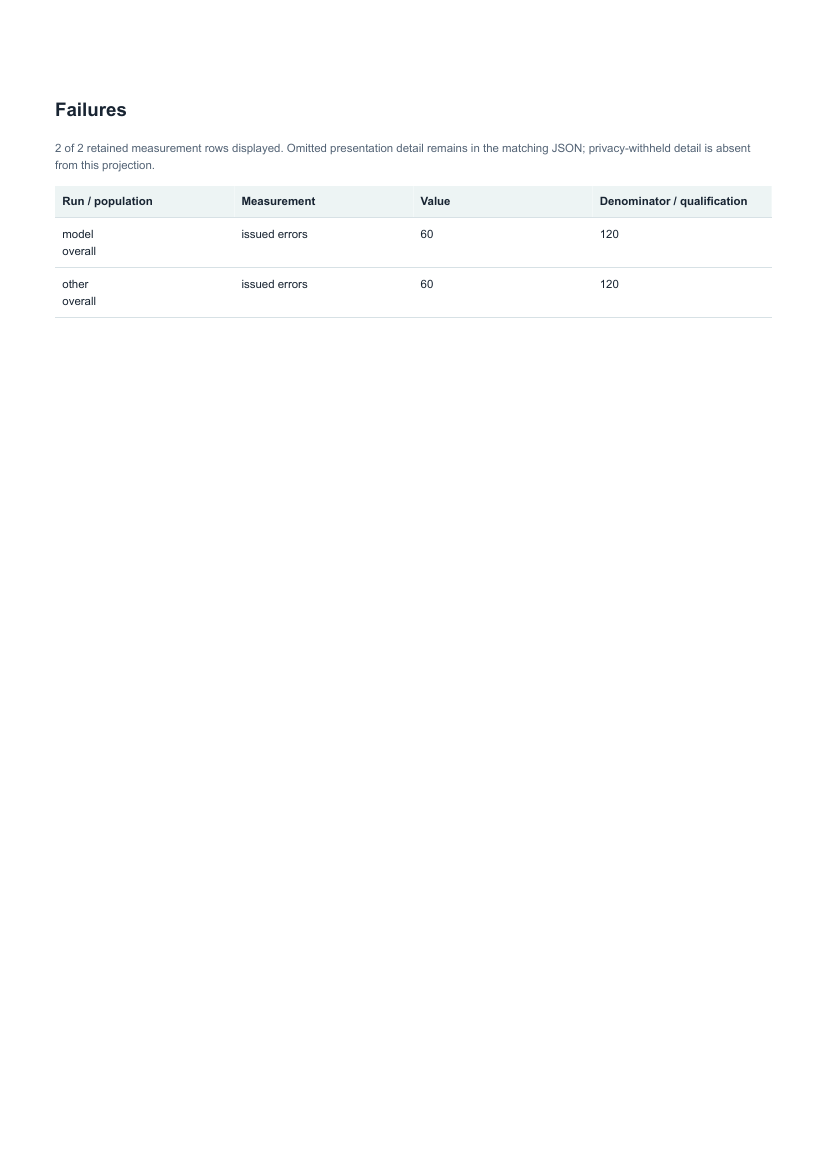 Failures
2 of 2 retained measurement rows displayed. Omitted presentation detail remains in the matching JSON; privacy-withheld detail is absent
from this projection.
Run / population Measurement Value Denominator / qualification
model issued errors 60 120
overall
other issued errors 60 120
overall